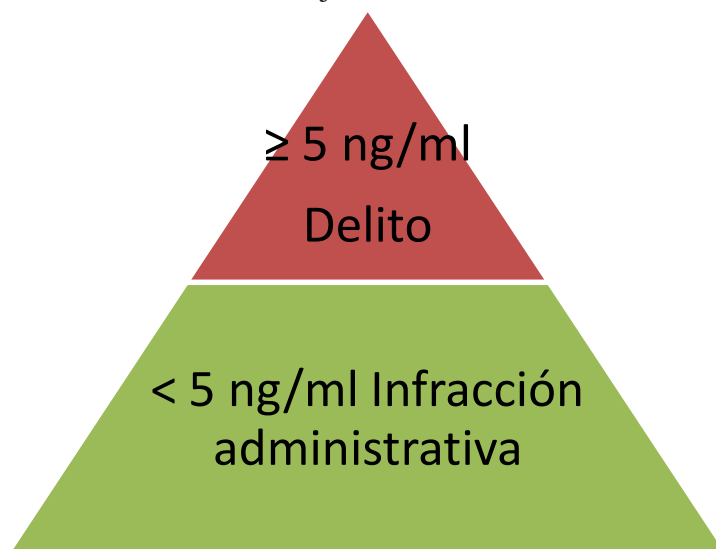 ≥ 5 ng/ml
Delito
< 5 ng/ml Infracción
administrativa